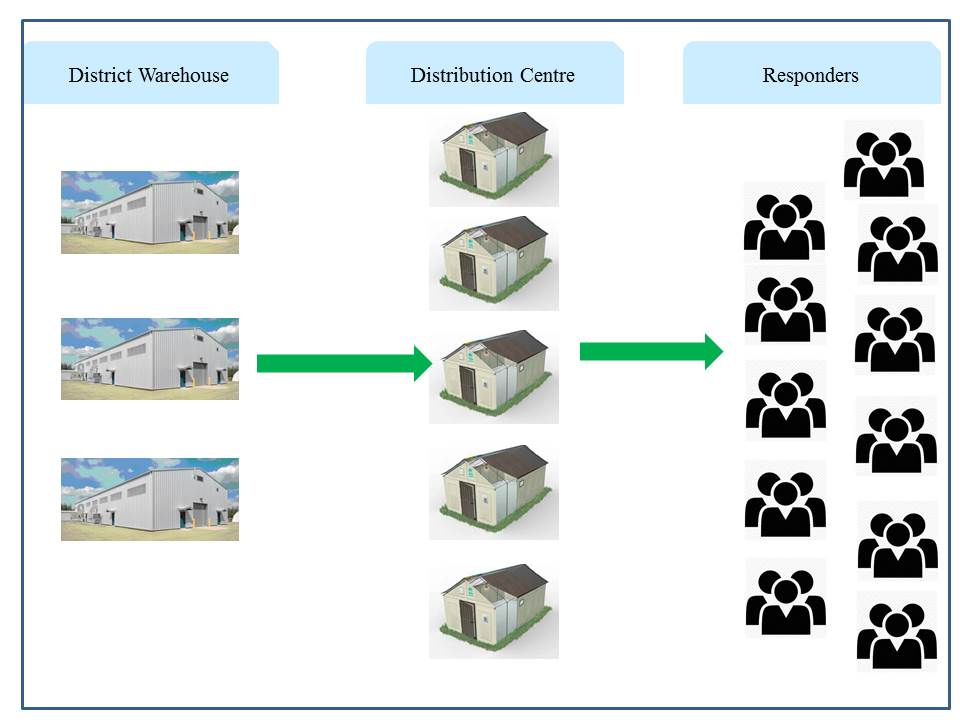 District Warehouse
Distribution Centre
Responders